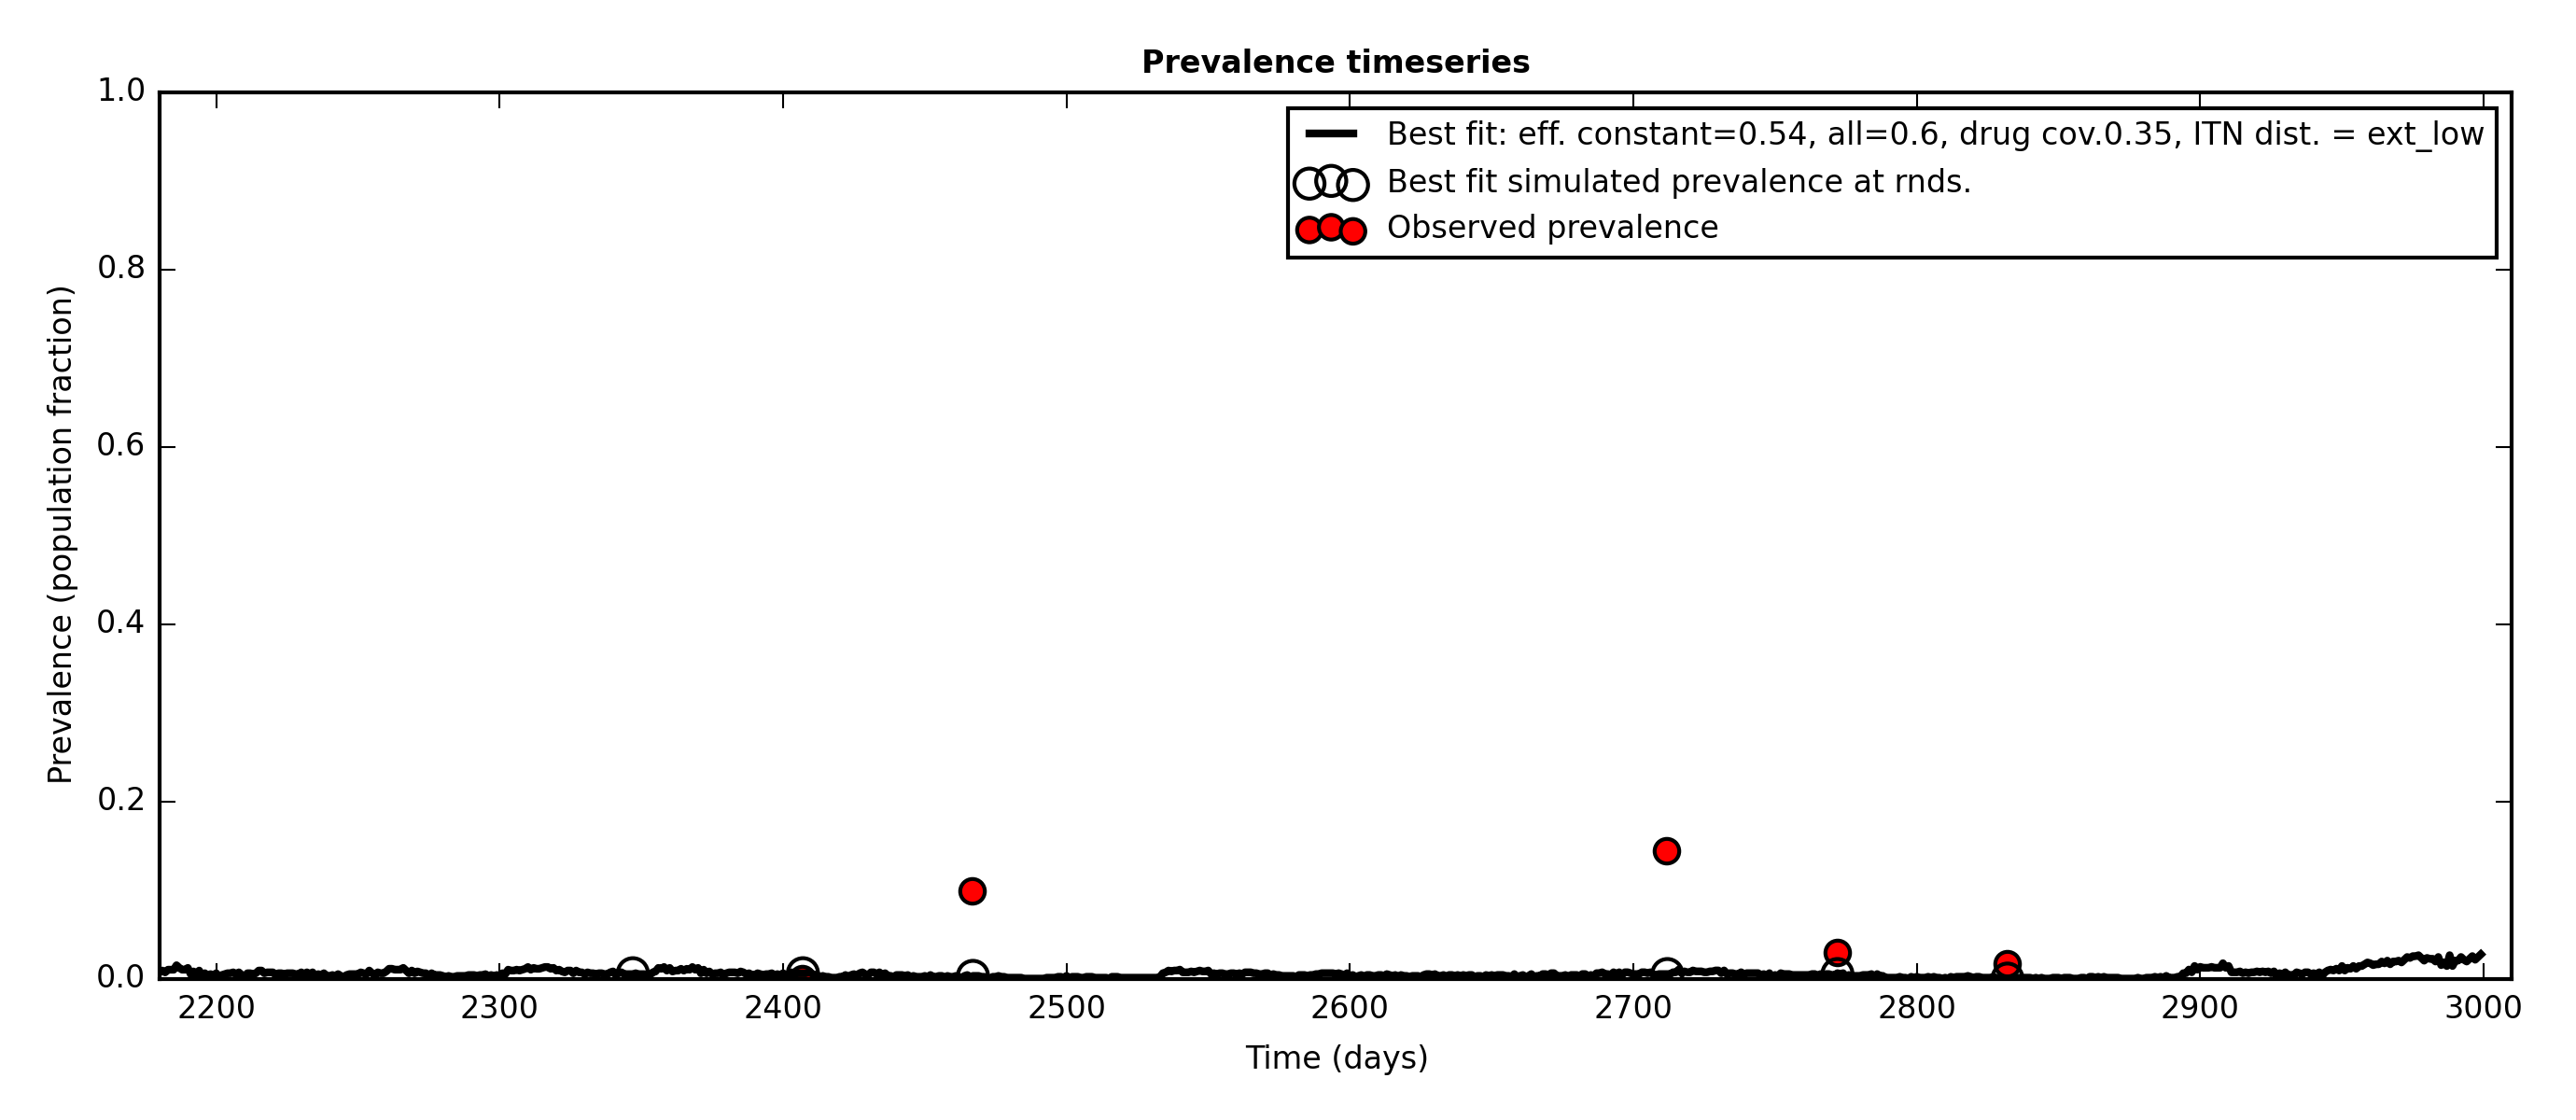 Prevalence timeseries
1.0
0.8
0.6
0.4
0.2
0.0
Prevalence (population fraction)
Best fit: eff. constant=0.54, all=0.6, drug cov.0.35, ITN dist. = ext_low
Best fit simulated prevalence at rnds.
Observed prevalence
2200 2300 2400 2500 2600 2700 2800 2900 3000
Time (days)